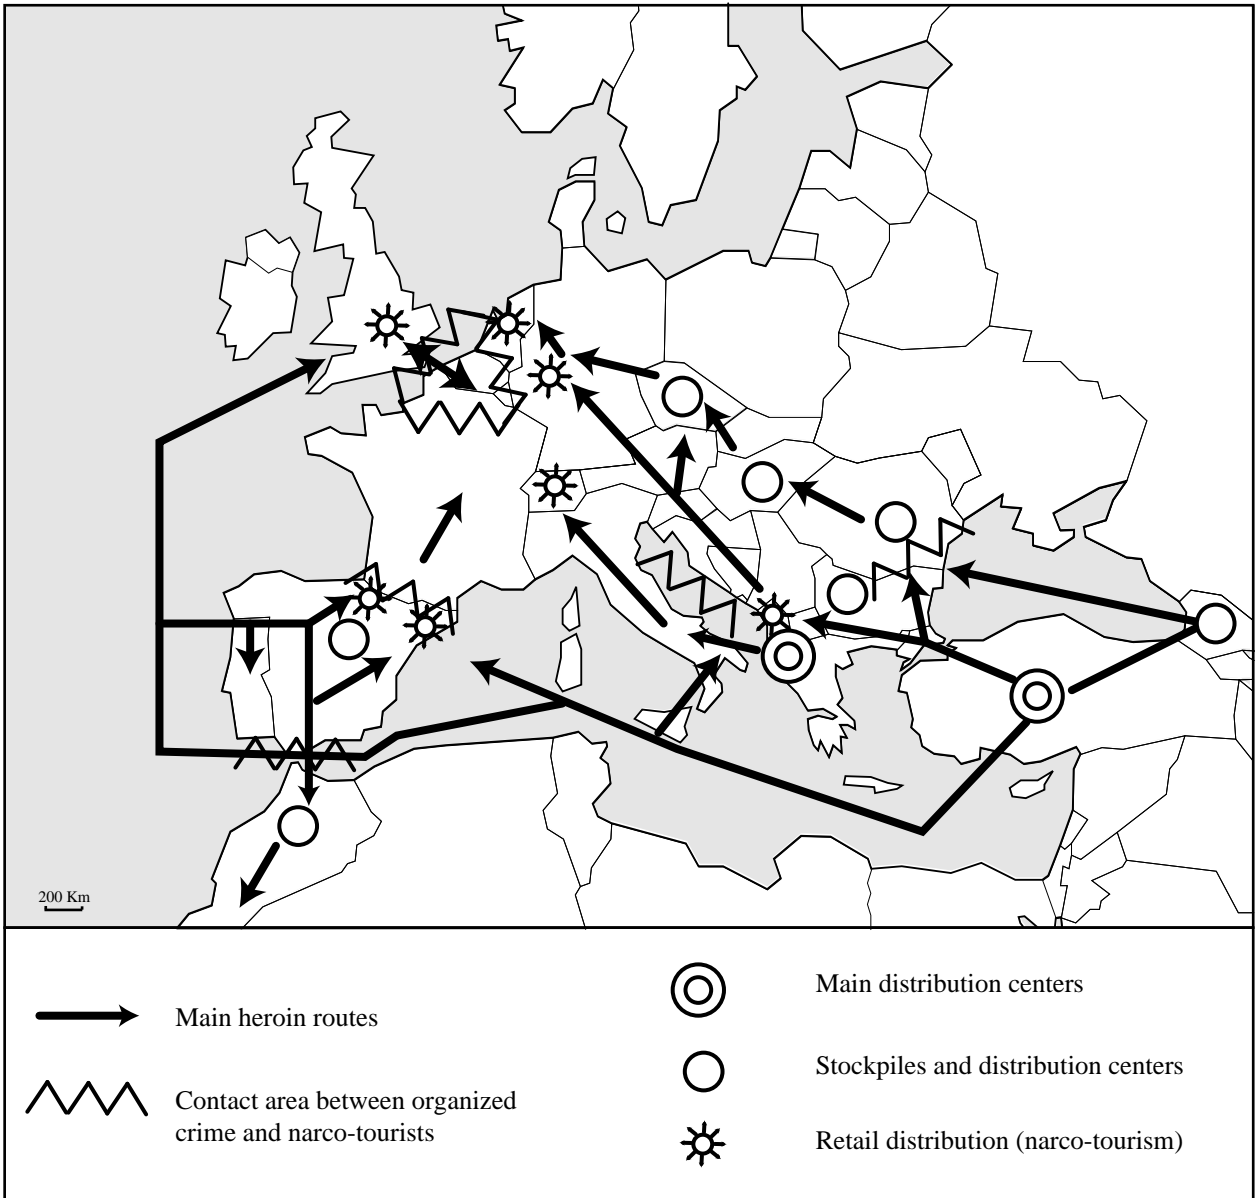 200 Km
Main heroin routes
Contact area between organized
crime and narco-tourists
Main distribution centers
Stockpiles and distribution centers
Retail distribution (narco-tourism)